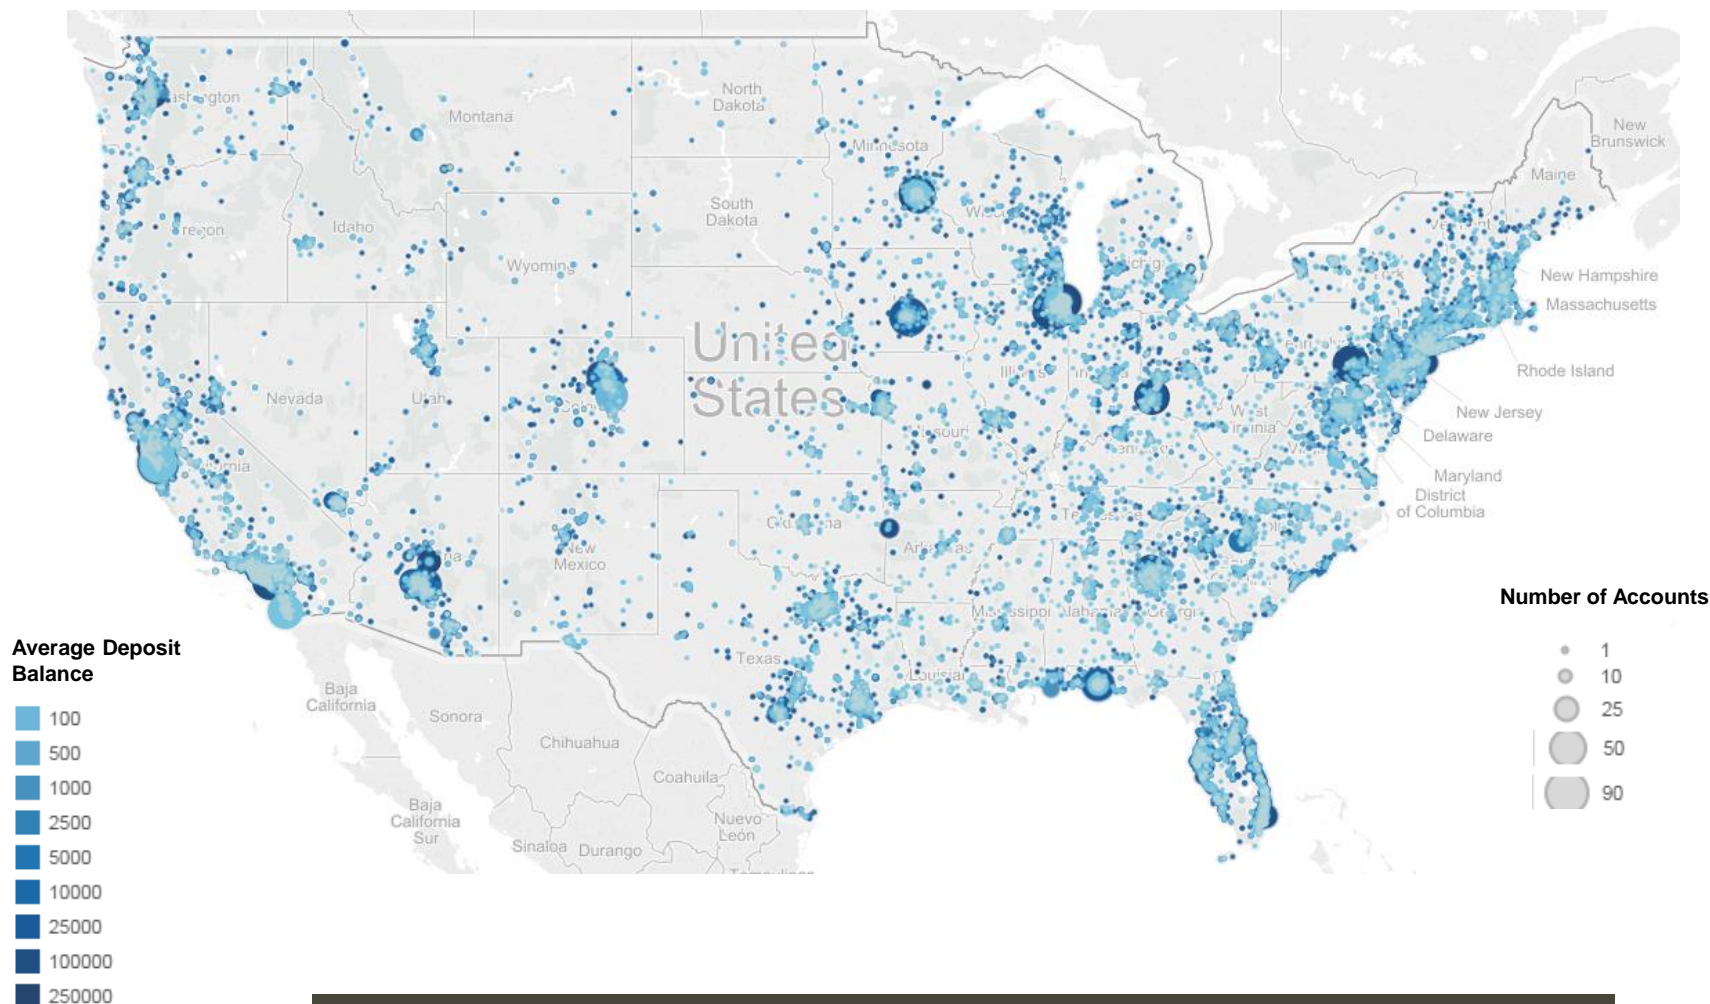 North
Dakota
Montana
Minnesota
New
Brunswick
Maine
South
Dakota
Idaho
Wyoming
New Hampshire
Massachusetts
United
States
Rhode Island
Nevada
Utah
New Jersey
Delaware
West
Virginia
Maryland
District
of Columbia
New
Mexico
Mississippi
Texas
Number of Accounts
1
10
25
50
90
Average Deposit
Balance
100
500
1000
2500
5000
10000
25000
100000
250000
Baja
California
Sonora
Chihuahua
Coahuila
Baja
California
Sur
Nuevo
León
Sinaloa
Durango